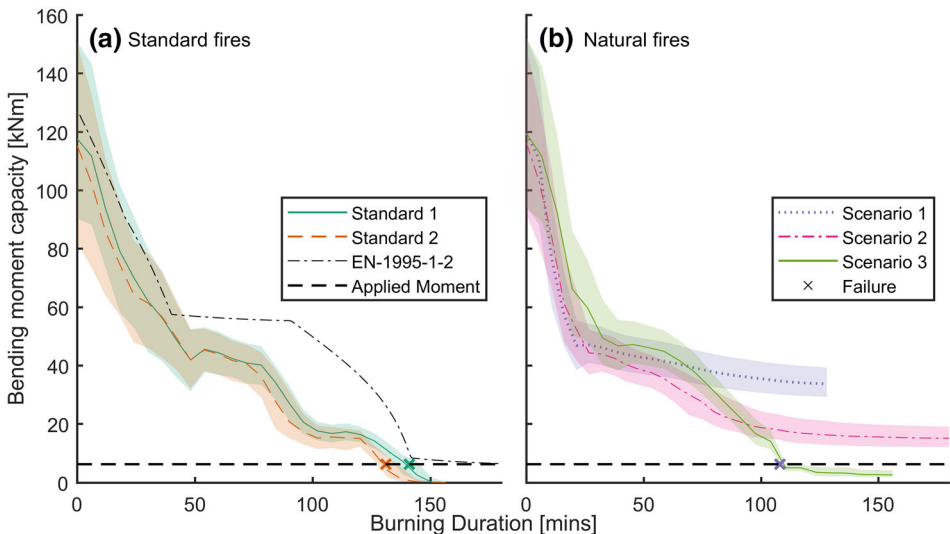 (a) Standard fires
(b) Natural fires
Bending moment capacity [kNm]
160
140
120
100
80
60
40
20
0
Standard 1
Standard 2
EN-1995-1-2
Applied Moment
Scenario 1
Scenario 2
Scenario 3
Failure
0 50 100 150
0 50 100 150
Burning Duration [mins]